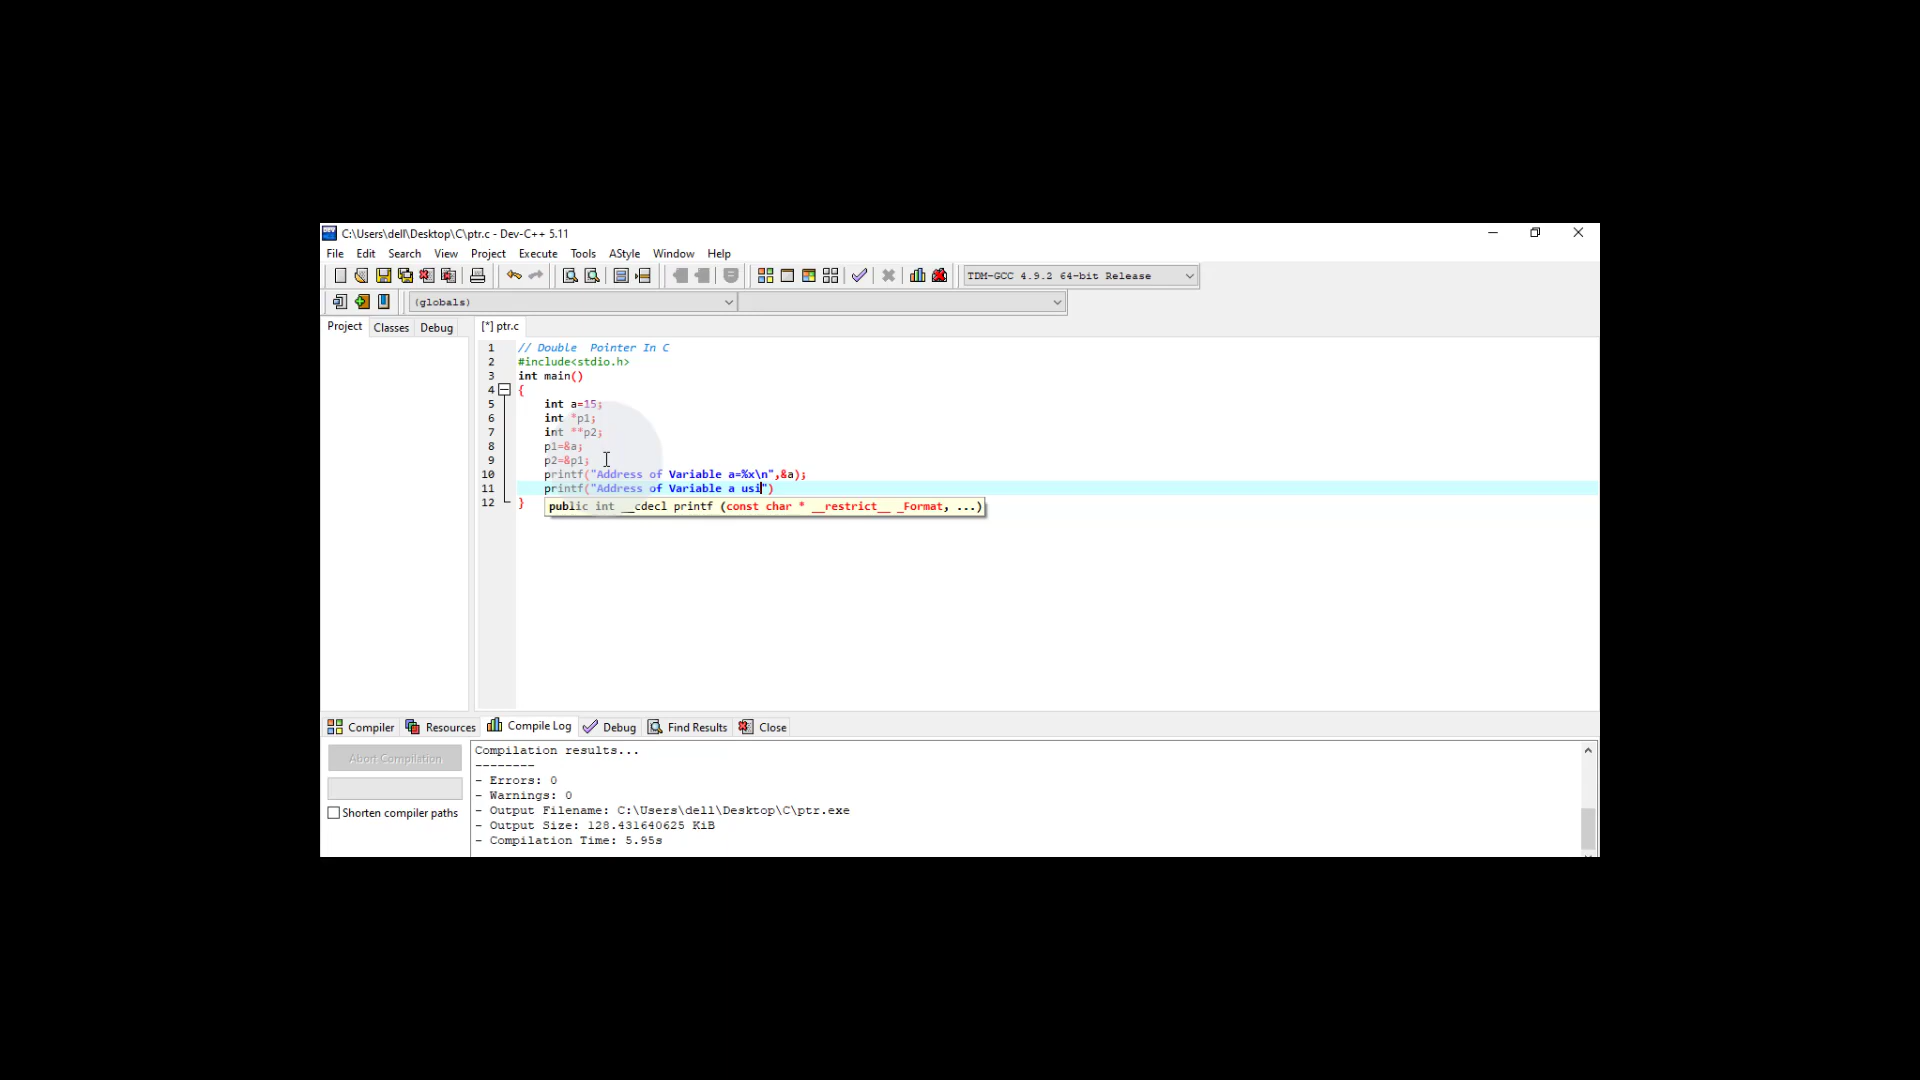 C:\Users\dell\Desktop\C\ptr.c - Dev-C++ 5.11
File Edit Search View Project Execute Tools AStyle Window Help
TDM-GCC 4.9.2 64-bit Release
(globals)
Project Classes Debug [*] ptr.c
1 // Double  Pointer In C
2 #include<stdio.h>
3 int main()
4 {
5 int a=15;
6 int *p1;
7 int **p2;
8 p1=&a;
9 p2=&p1;
10 printf("Address of Variable a=%x\n",&a);
11 printf("Address of Variable a usi")
12 }
public int __cdecl printf (const char * __restrict__ _Format, ...)
Compiler Resources Compile Log Debug Find Results Close
Abort Compilation
Shorten compiler paths
Compilation results...
--------
- Errors: 0
- Warnings: 0
- Output Filename: C:\Users\dell\Desktop\C\ptr.exe
- Output Size: 128.431640625 KiB
- Compilation Time: 5.95s